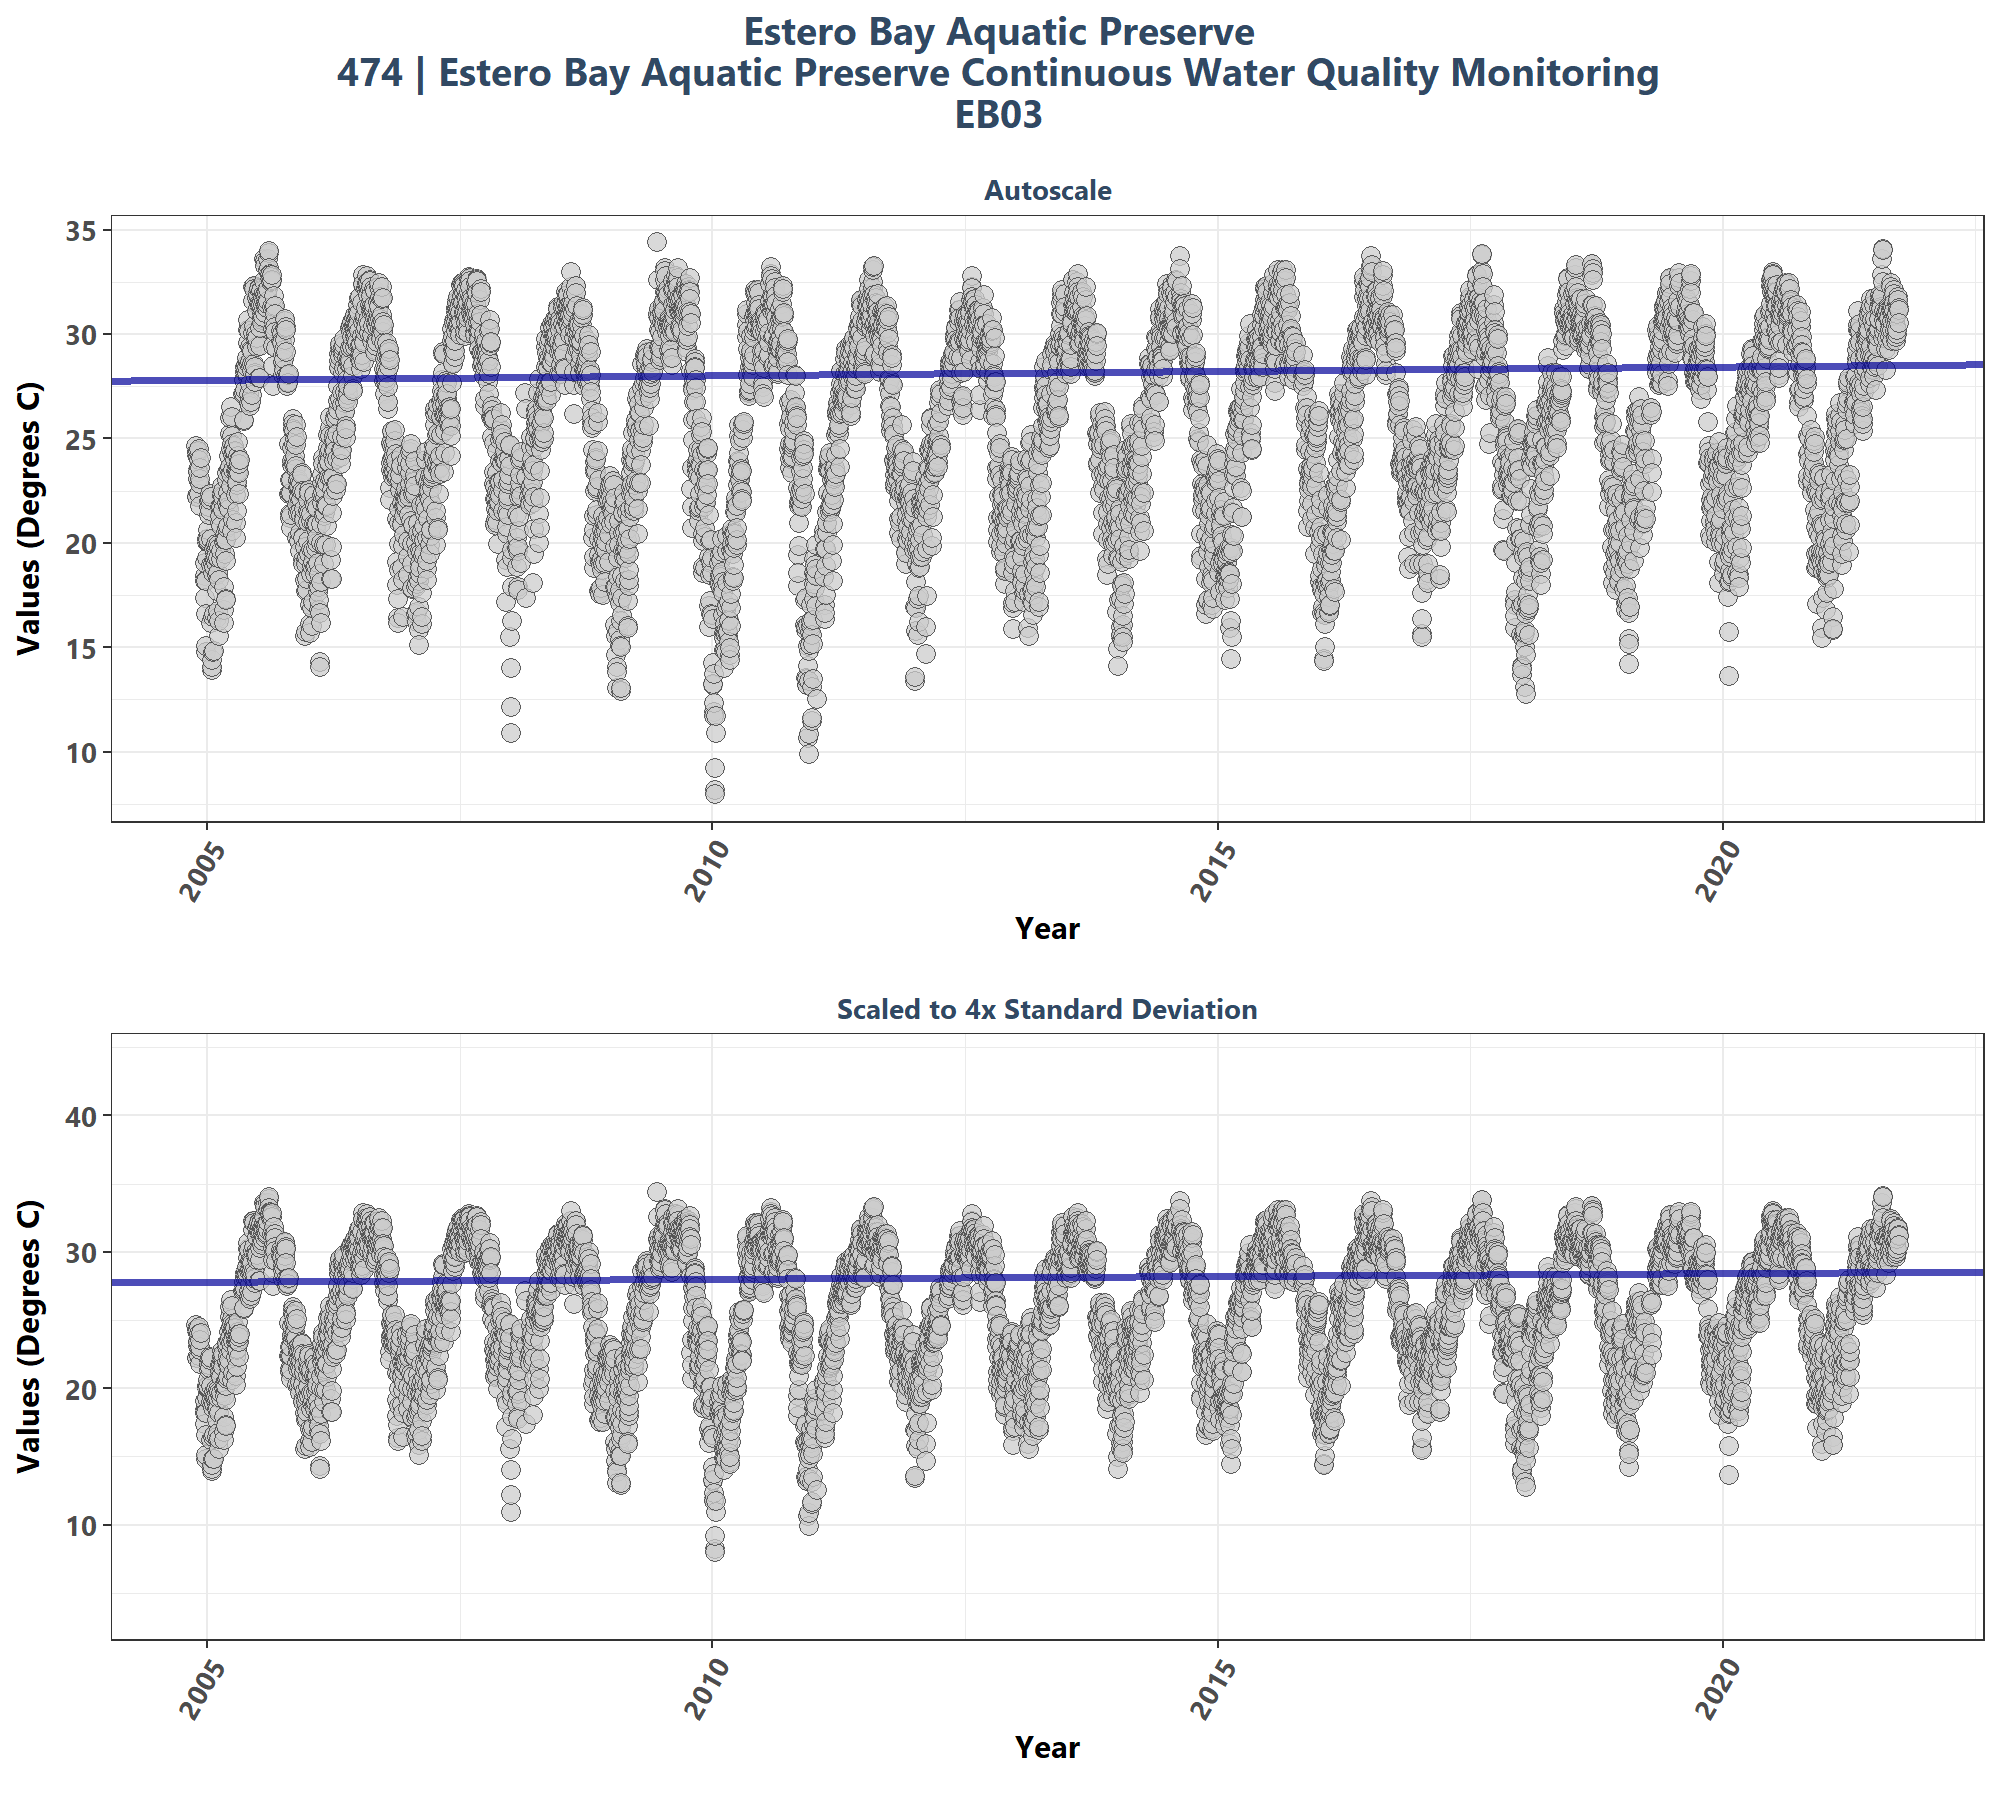 Estero Bay Aquatic Preserve
474 | Estero Bay Aquatic Preserve Continuous Water Quality Monitoring
EB03
Autoscale
Values (Degrees C)
35
30
25
20
15
10
2005
2010
2015
2020
Year
Scaled to 4x Standard Deviation
Values (Degrees C)
40
30
20
10
2005
2010
2015
2020
Year